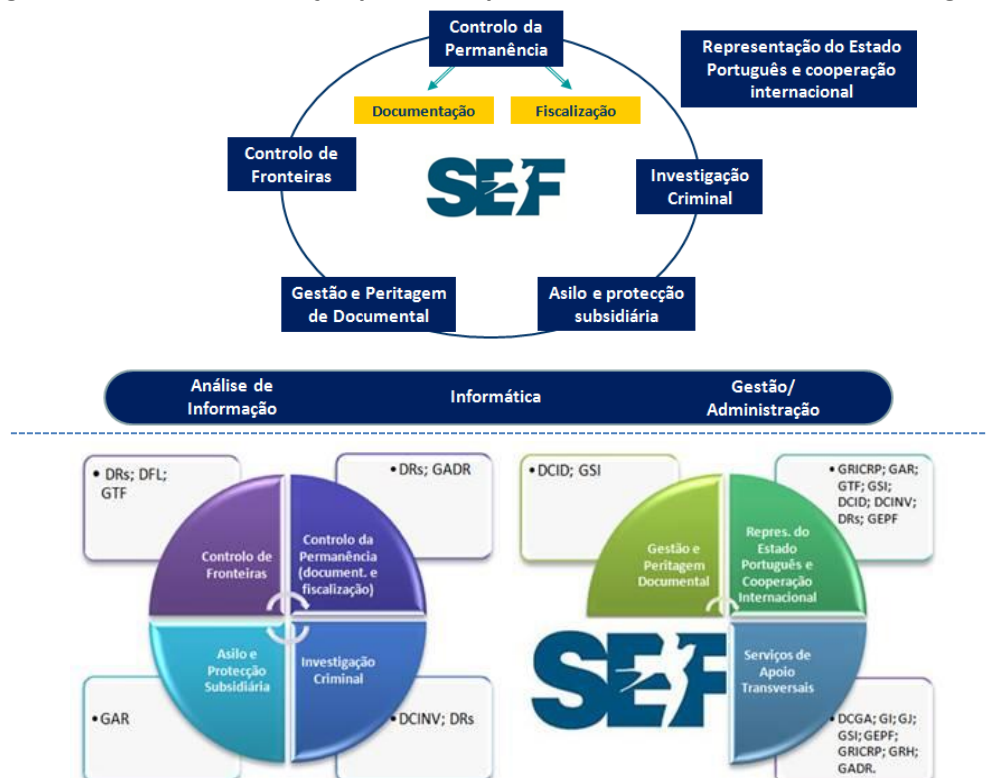 Controlo da
Permanência
Representação do Estado
Português e cooperação
internacional
Documentação
Fiscalização
Controlo de
Fronteiras
SEF
Investigação
Criminal
Gestão e Peritagem
de Documental
Asilo e protecção
subsidiária
Análise de
Informação
Informática
Gestão/
Administração
• DRs; DFL;
GTF
• DRs; GADR
Controlo de
Fronteiras
Controlo da
Permanência
(document. e
fiscalização)
Asilo e
Protecção
Subsidiária
Investigação
Criminal
• GAR
• DCINV; DRs
• DCID; GSI
• GRICRP; GAR;
GTF; GSI;
DCID; DCINV;
DRs; GEPF
Gestão e
Peritagem
Documental
Repres. do
Estado
Português e
Cooperação
Internacional
SEF
Serviços de
Apoio
Transversais
• DCGA; GI; GJ;
GSI; GEPF;
GRICRP; GRH;
GADR.